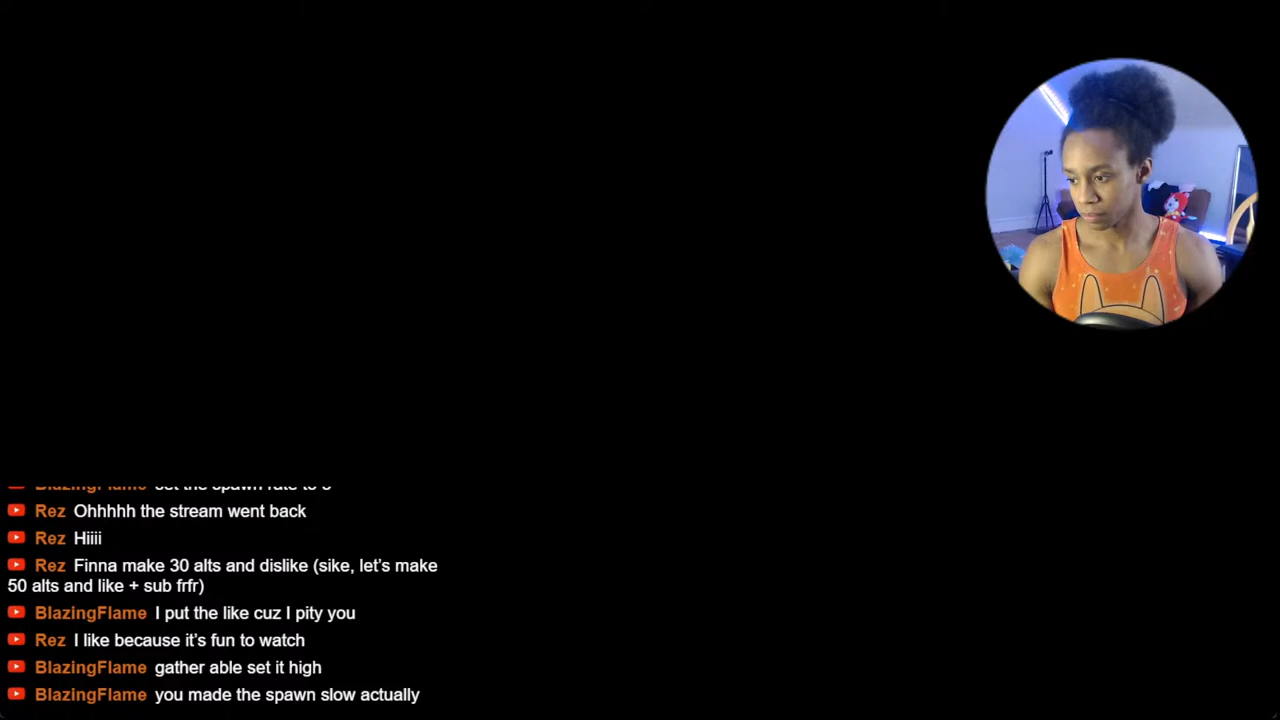 Rez Ohhhhh the stream went back
Rez Hiiii
Rez Finna make 30 alts and dislike (sike, let's make
50 alts and like + sub frfr)
BlazingFlame I put the like cuz I pity you
Rez I like because it's fun to watch
BlazingFlame gather able set it high
BlazingFlame you made the spawn slow actually